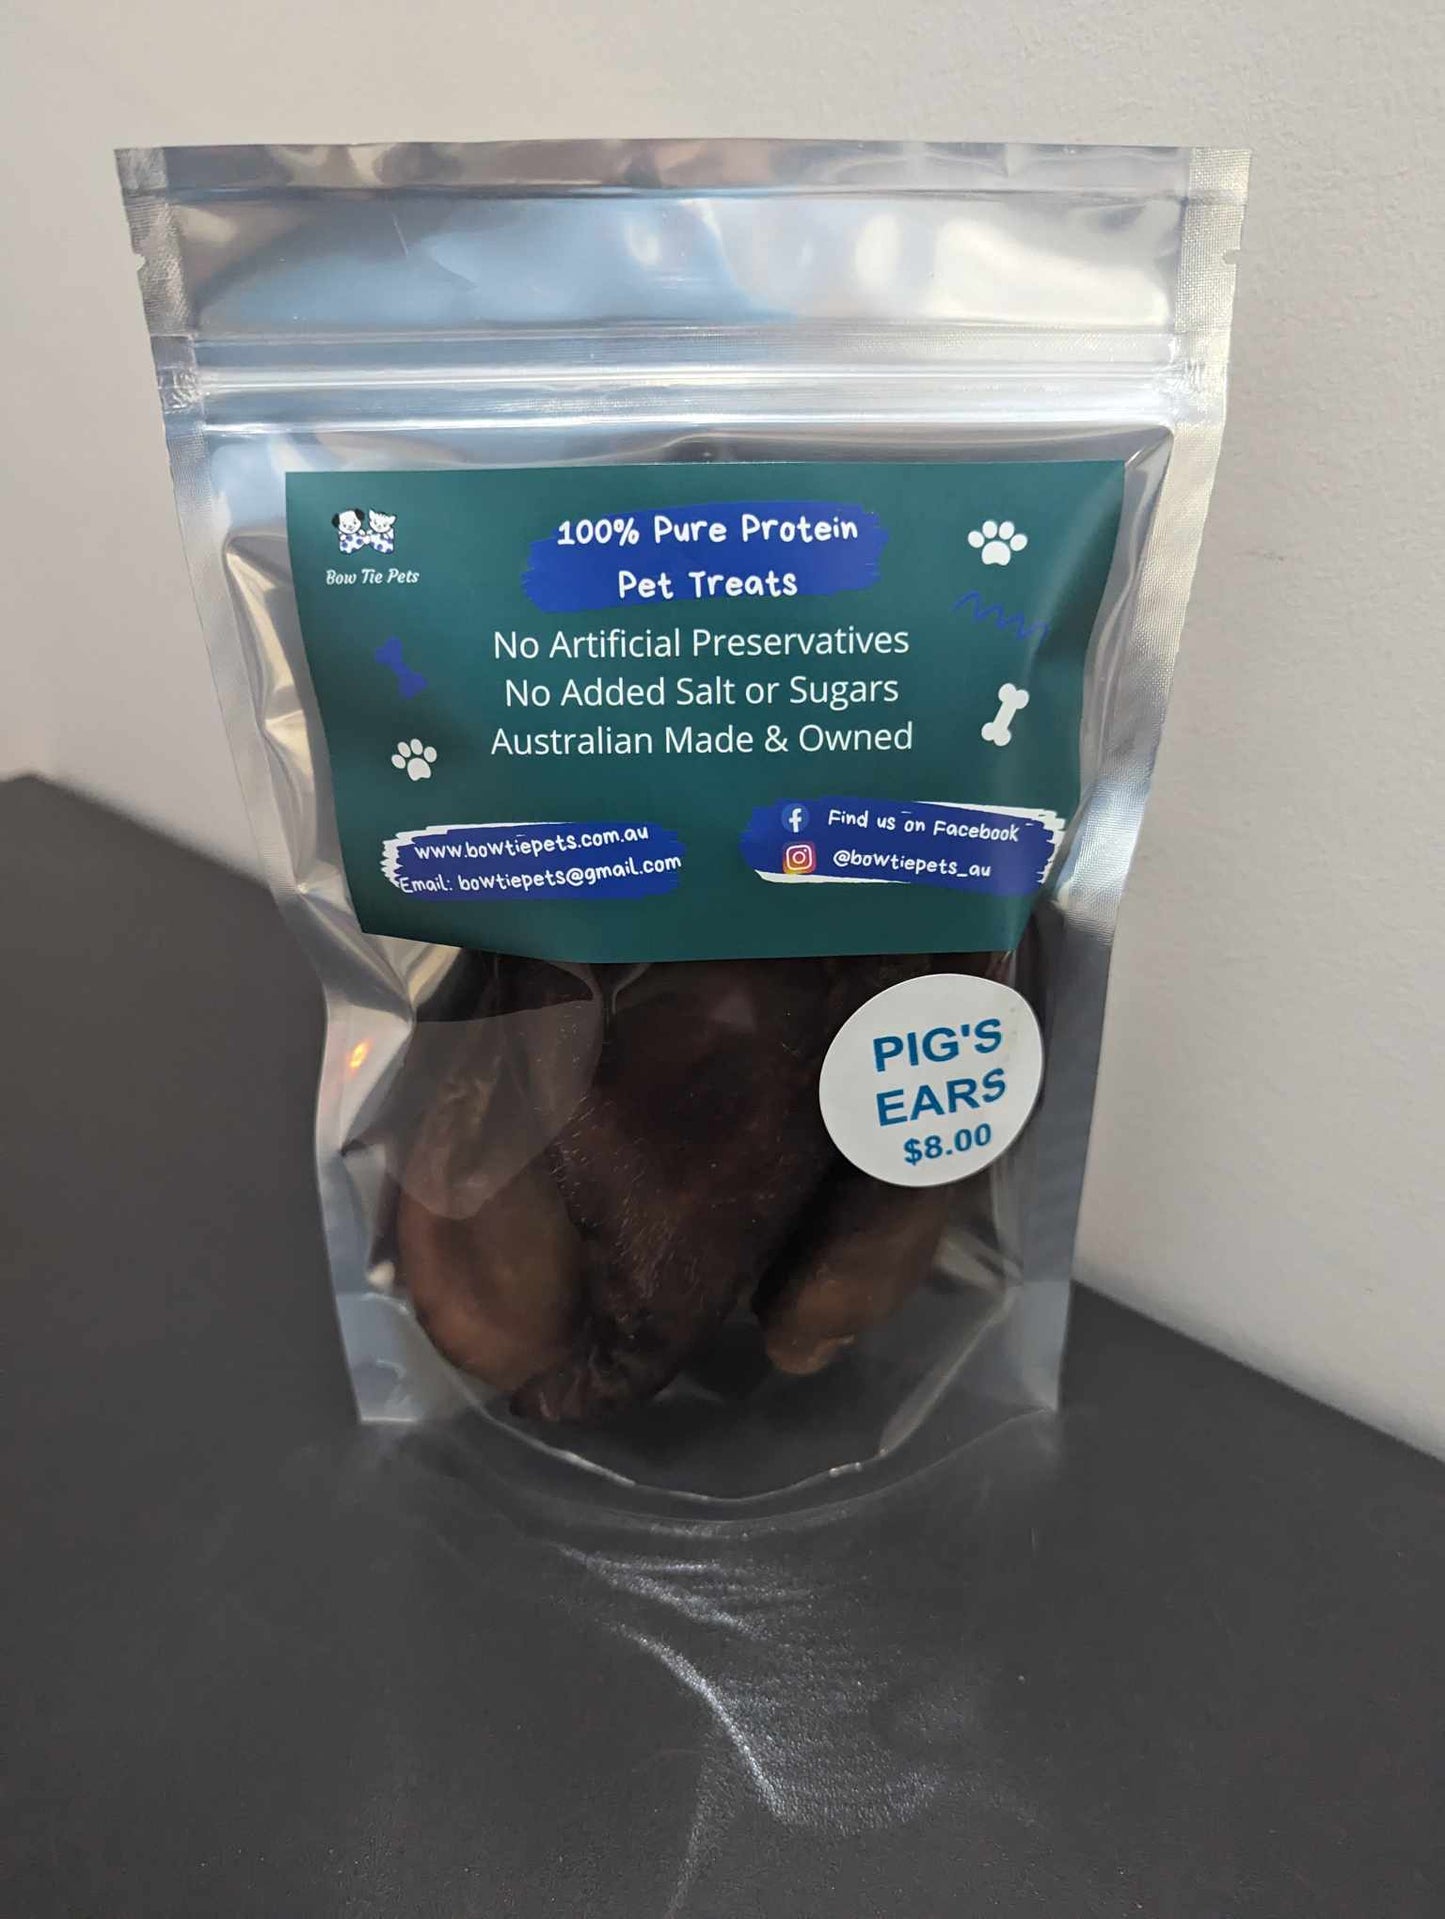 Bow Tie Pets
100% Pure Protein
Pet Treats
No Artificial Preservatives
No Added Salt or Sugars
Australian Made & Owned
www.bowtiepets.com.au
Email: bowtiepets@gmail.com
Find us on Facebook
@bowtiepets_au
PIG'S
EARS
$8.00